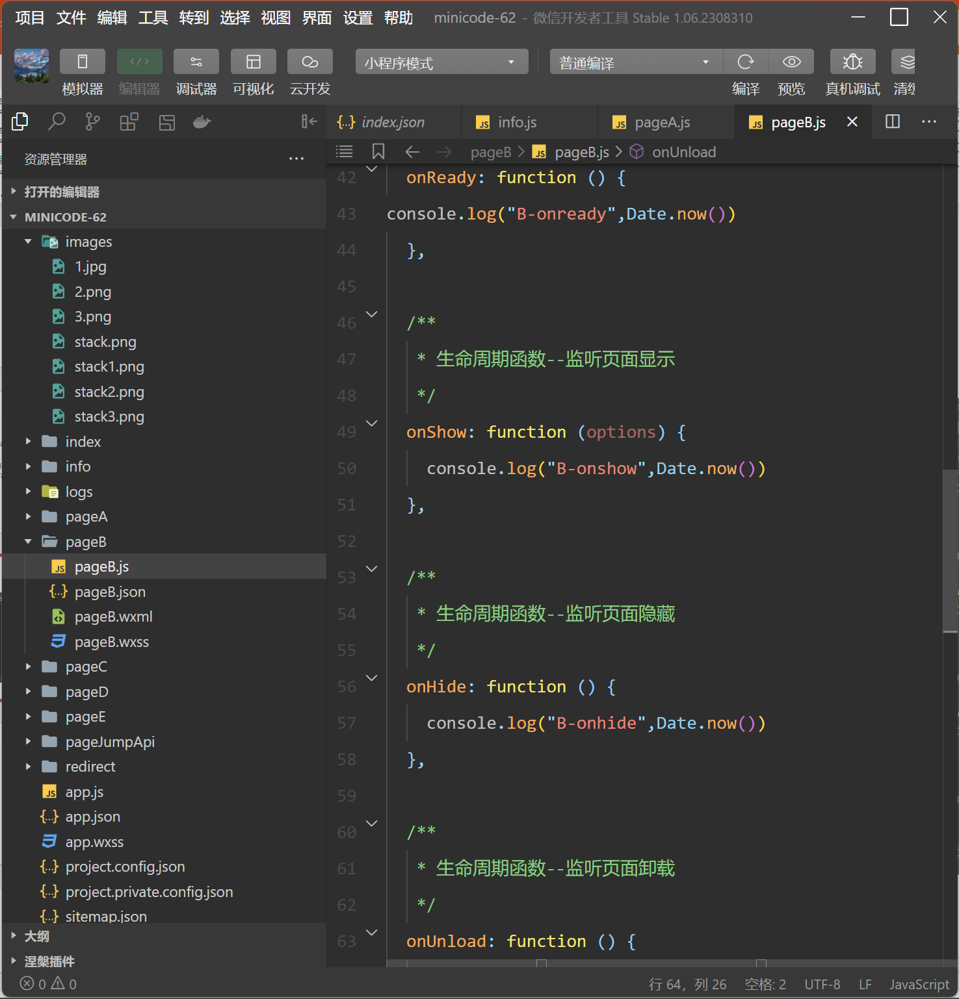 项目 文件 编辑 工具 转到 选择 视图 界面 设置 帮助 minicode-62 - 微信开发者工具 Stable 1.06.2308310
小程序模式 普通编译
模拟器 编辑器 调试器 可视化 云开发 编译 预览 真机调试
index.json info.js pageA.js pageB.js
资源管理器
pageB > pageB.js > onUnload
打开的编辑器
MINICODE-62
images
1.jpg
2.png
3.png
stack.png
stack1.png
stack2.png
stack3.png
index
info
logs
pageA
pageB
pageB.js
pageB.json
pageB.wxml
pageB.wxss
pageC
pageD
pageE
pageJumpApi
redirect
app.js
app.json
app.wxss
project.config.json
project.private.config.json
sitemap.json
大纲
涅槃插件
42 onReady: function () {
43 console.log("B-onready",Date.now())
44 },
45
46 /**
47 * 生命周期函数--监听页面显示
48 */
49 onShow: function (options) {
50 console.log("B-onshow",Date.now())
51 },
52
53 /**
54 * 生命周期函数--监听页面隐藏
55 */
56 onHide: function () {
57 console.log("B-onhide",Date.now())
58 },
59
60 /**
61 * 生命周期函数--监听页面卸载
62 */
63 onUnload: function () {
0 0 行 64，列 26 空格: 2 UTF-8 LF JavaScript